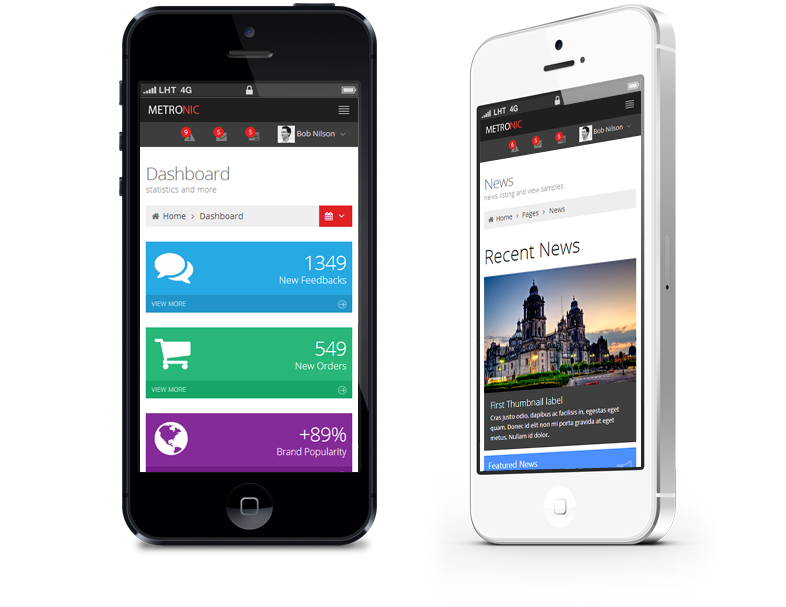 LHT 4G
METRONIC
9 5 5 Bob Nilson
Dashboard
statistics and more
Home > Dashboard
1349
New Feedbacks
VIEW MORE
549
New Orders
VIEW MORE
+89%
Brand Popularity
LHT 4G
METRONIC
6 5 5 Bob Nilson
News
news listing and view samples
Home > Pages > News
Recent News
First Thumbnail label
Cras justo odio, dapibus ac facilisis in, egestas eget
quam. Donec id elit non mi porta gravida at eget
metus. Nullam id dolor.
Featured News